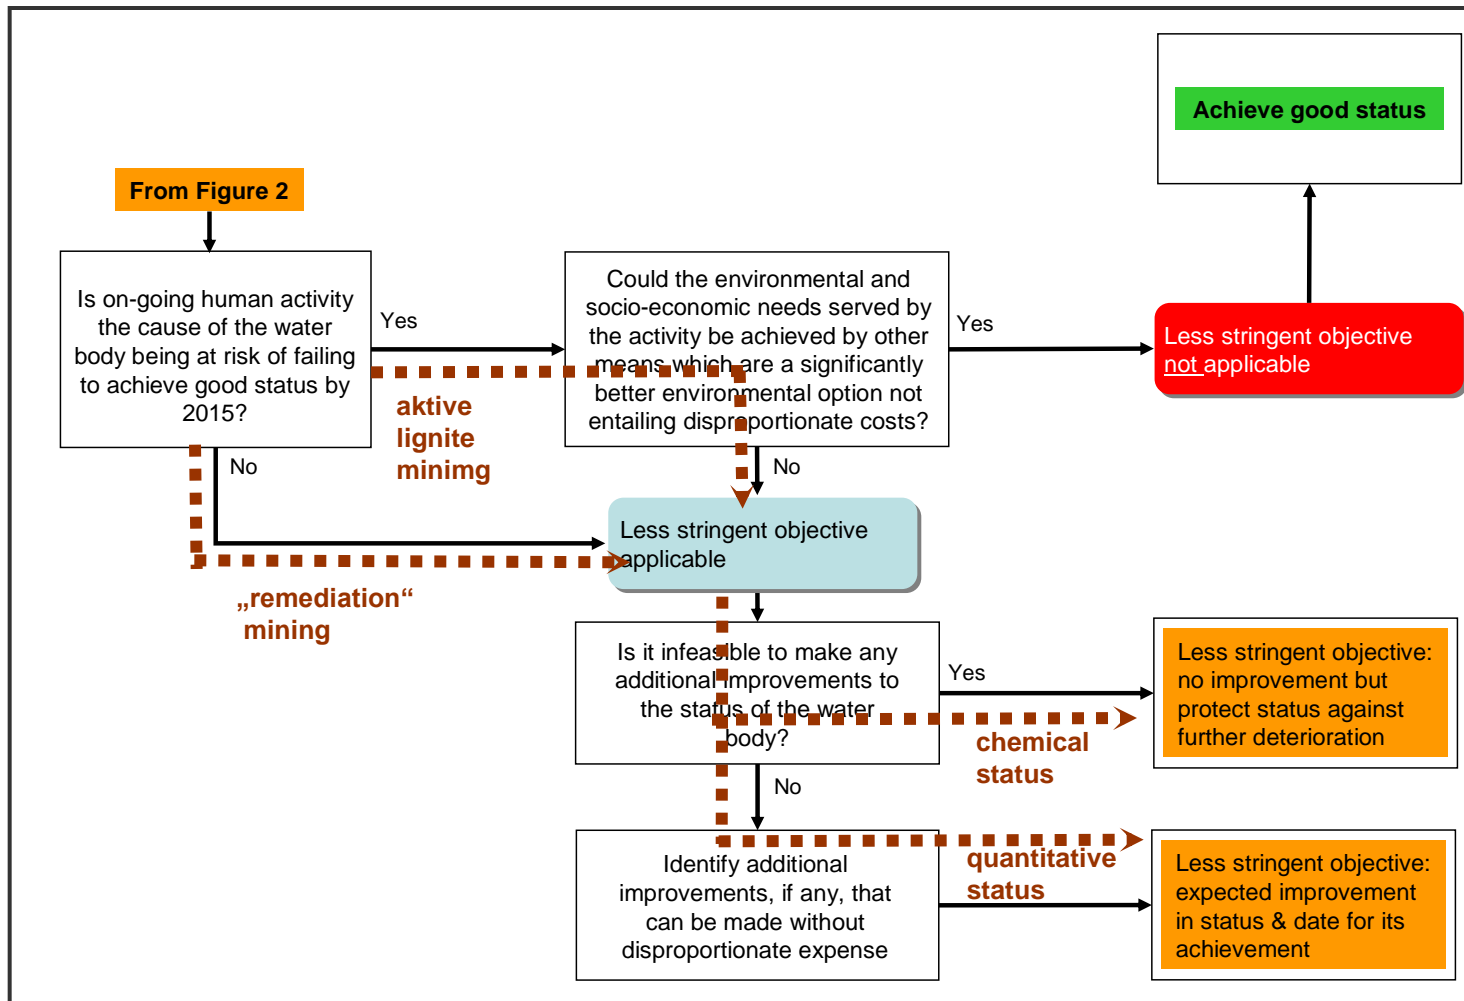 Achieve good status
From Figure 2
Is on-going human activity
the cause of the water
body being at risk of failing
to achieve good status by
2015?
Yes
Could the environmental and
socio-economic needs served by
the activity be achieved by other
means which are a significantly
better environmental option not
entailing disproportionate costs?
Yes
Less stringent objective
not applicable
aktive
lignite
minimg
No
No
Less stringent objective
applicable
„remediation“
mining
Is it infeasible to make any
additional improvements to
the status of the water
body?
Yes
Less stringent objective:
no improvement but
protect status against
further deterioration
chemical
status
No
Identify additional
improvements, if any, that
can be made without
disproportionate expense
quantitative
status
Less stringent objective:
expected improvement
in status & date for its
achievement